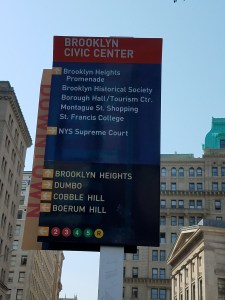 BROOKLYN
CIVIC CENTER
Brooklyn Heights
Promenade
Brooklyn Historical Society
Borough Hall/Tourism Ctr.
Montague St. Shopping
St. Francis College
NYS Supreme Court
BROOKLYN HEIGHTS
DUMBO
COBBLE HILL
BOERUM HILL
2 3 4 5 R